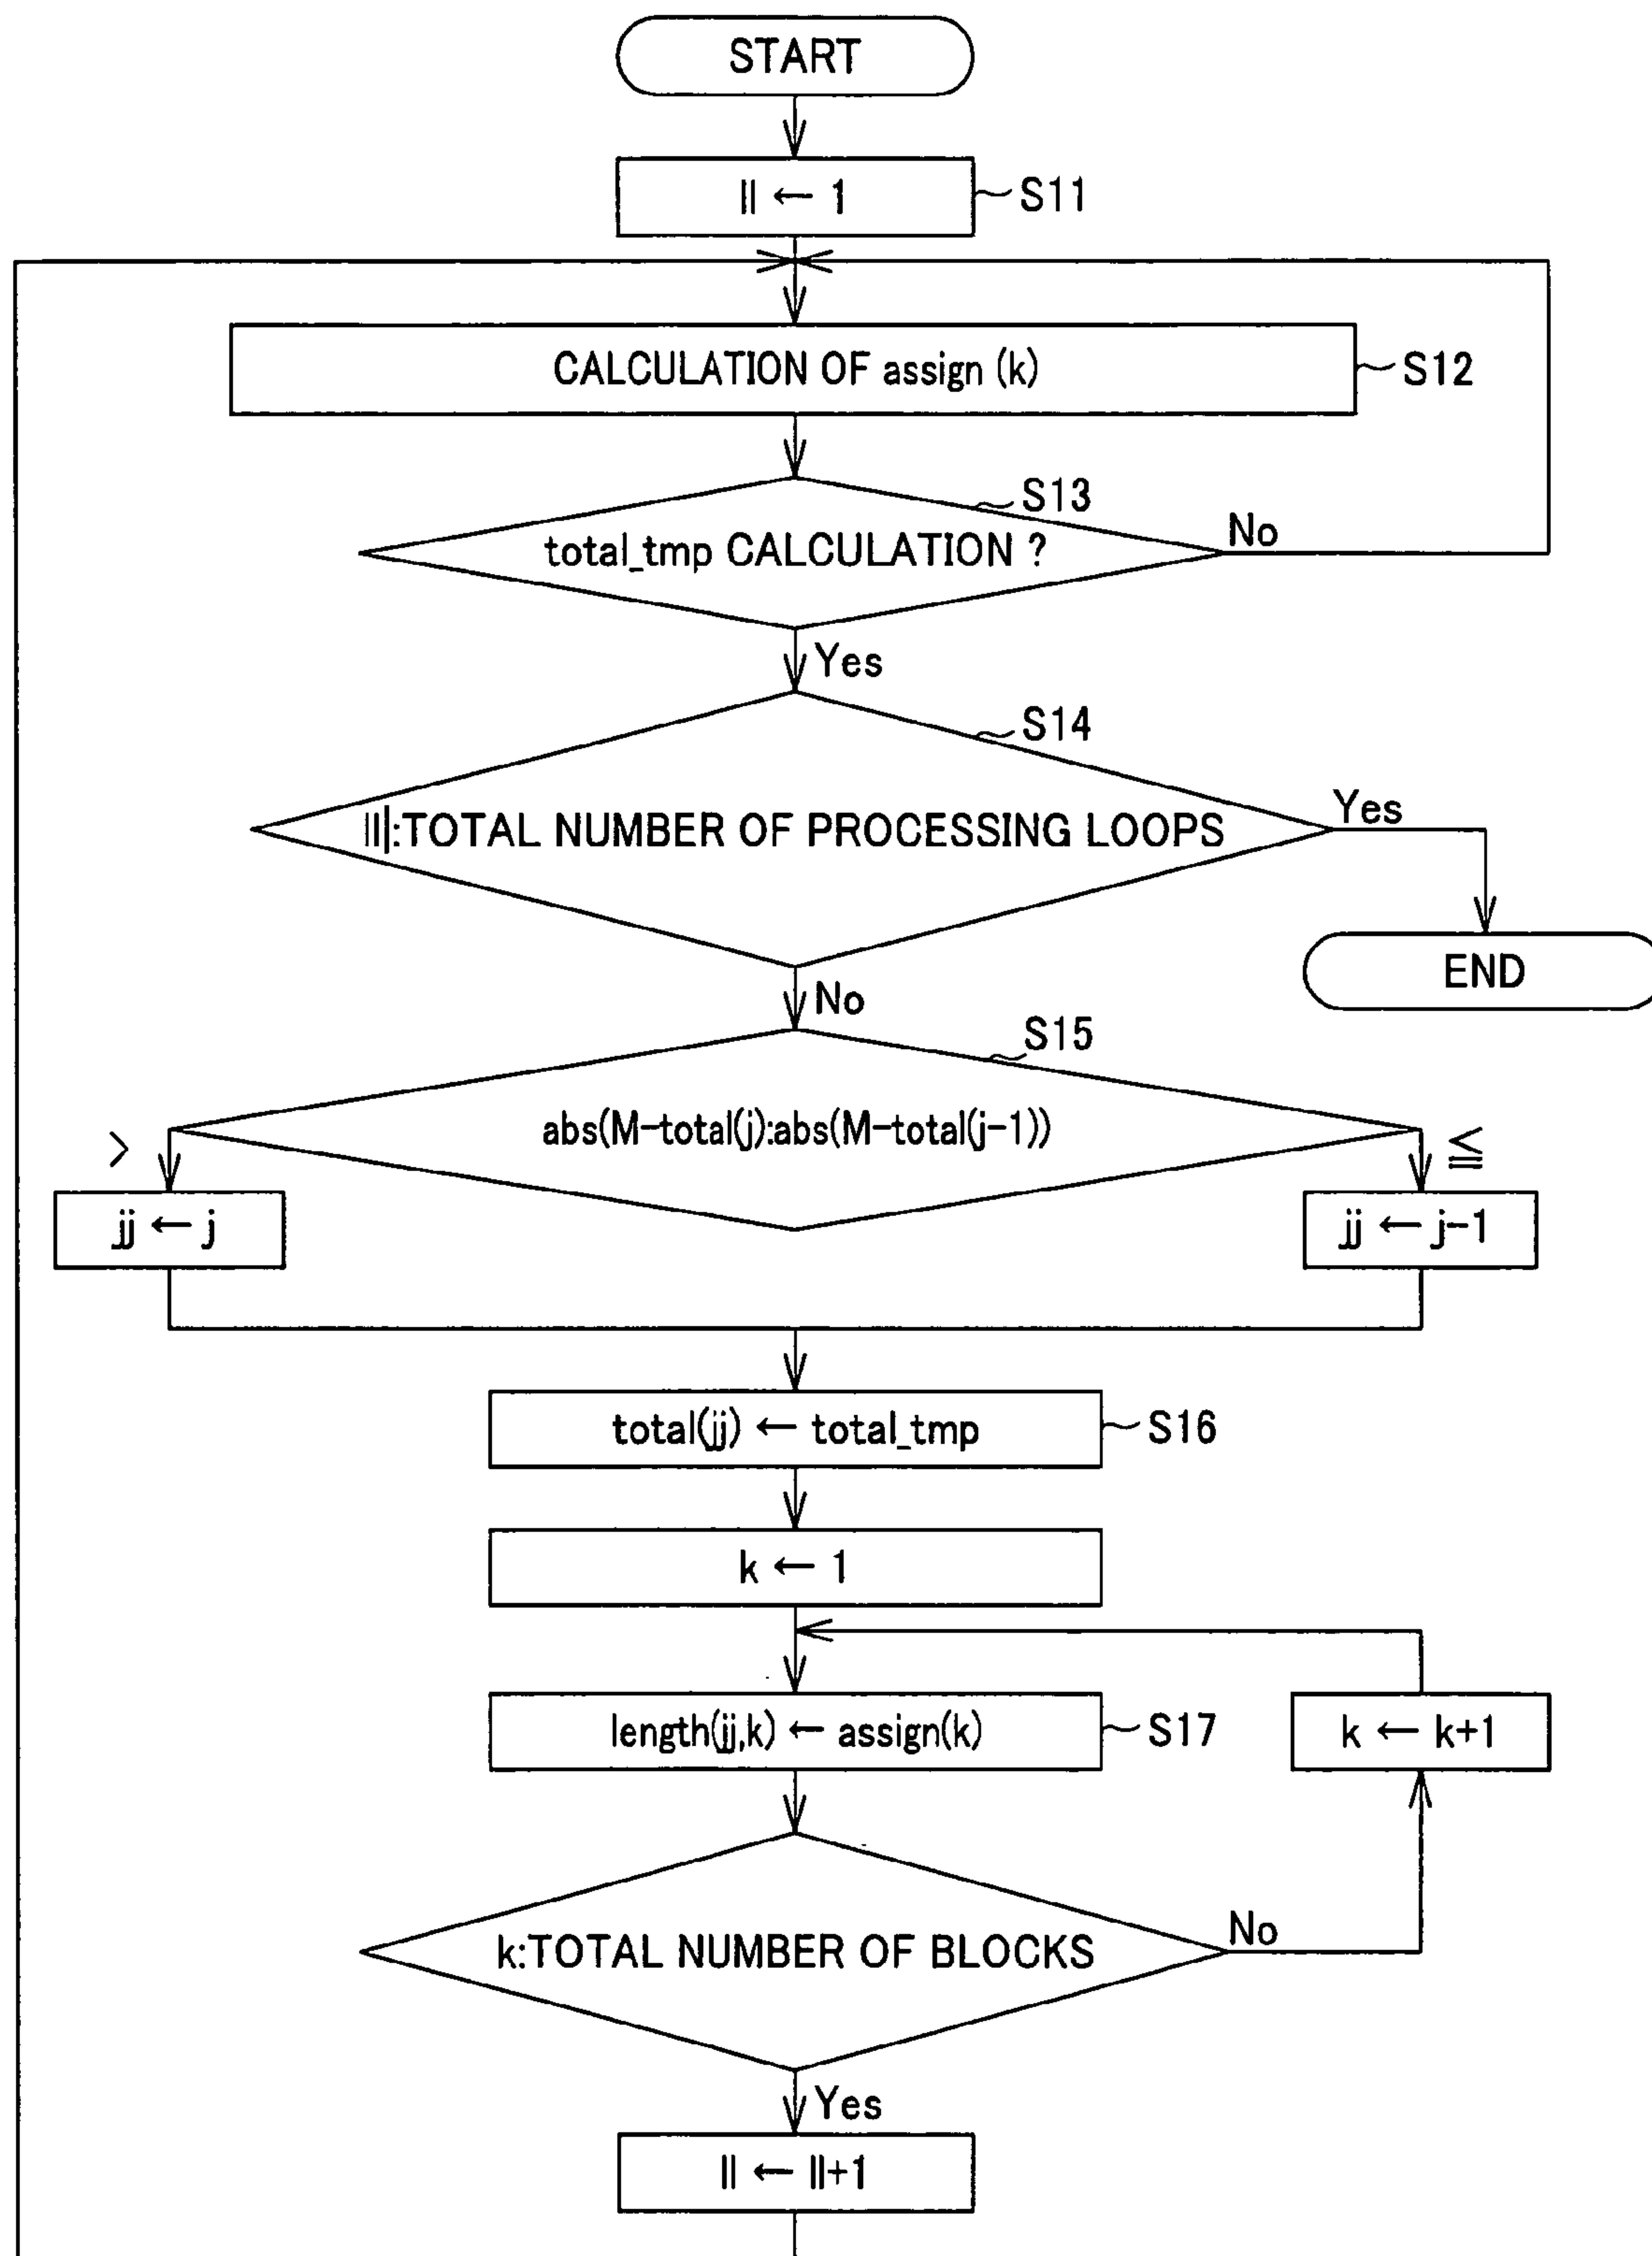 START
ll ← 1
S11
CALCULATION OF assign (k)
S12
S13
total_tmp CALCULATION ?
No
Yes
S14
lll:TOTAL NUMBER OF PROCESSING LOOPS
Yes
END
No
S15
abs(M-total(j):abs(M-total(j-1))
>
≦
jj ← j
jj ← j-1
total(jj) ← total_tmp
S16
k ← 1
length(jj,k) ← assign(k)
S17
k ← k+1
k:TOTAL NUMBER OF BLOCKS
No
Yes
ll ← ll+1